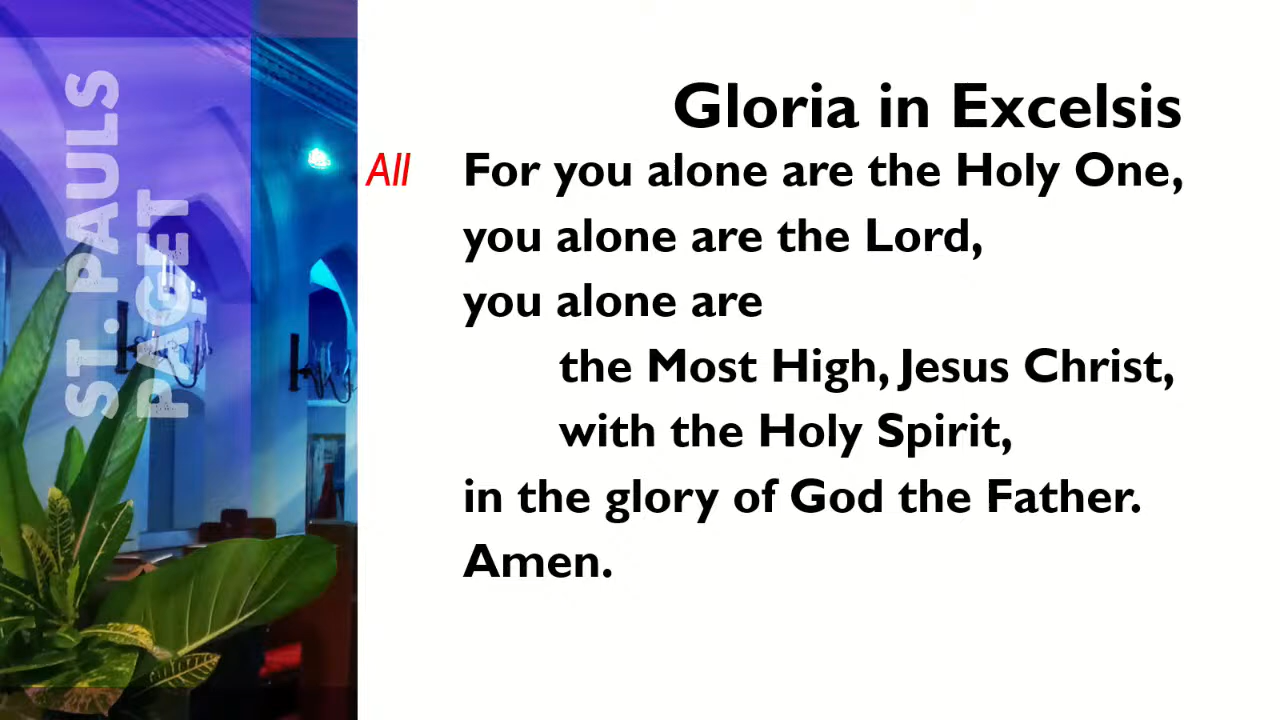 ST. PAULS
PAGET
Gloria in Excelsis
All For you alone are the Holy One,
you alone are the Lord,
you alone are
the Most High, Jesus Christ,
with the Holy Spirit,
in the glory of God the Father.
Amen.